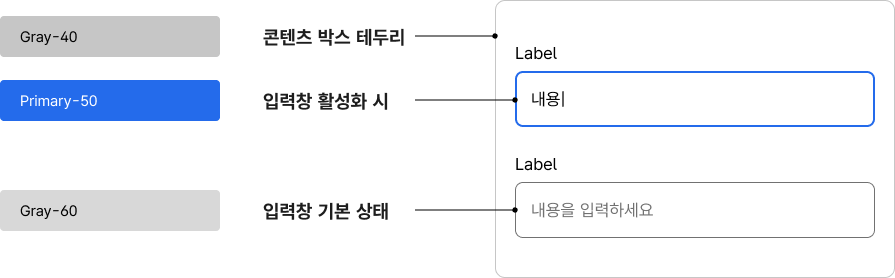 Gray-40
콘텐츠 박스 테두리
Label
Primary-50
입력창 활성화 시
내용
Label
Gray-60
입력창 기본 상태
내용을 입력하세요